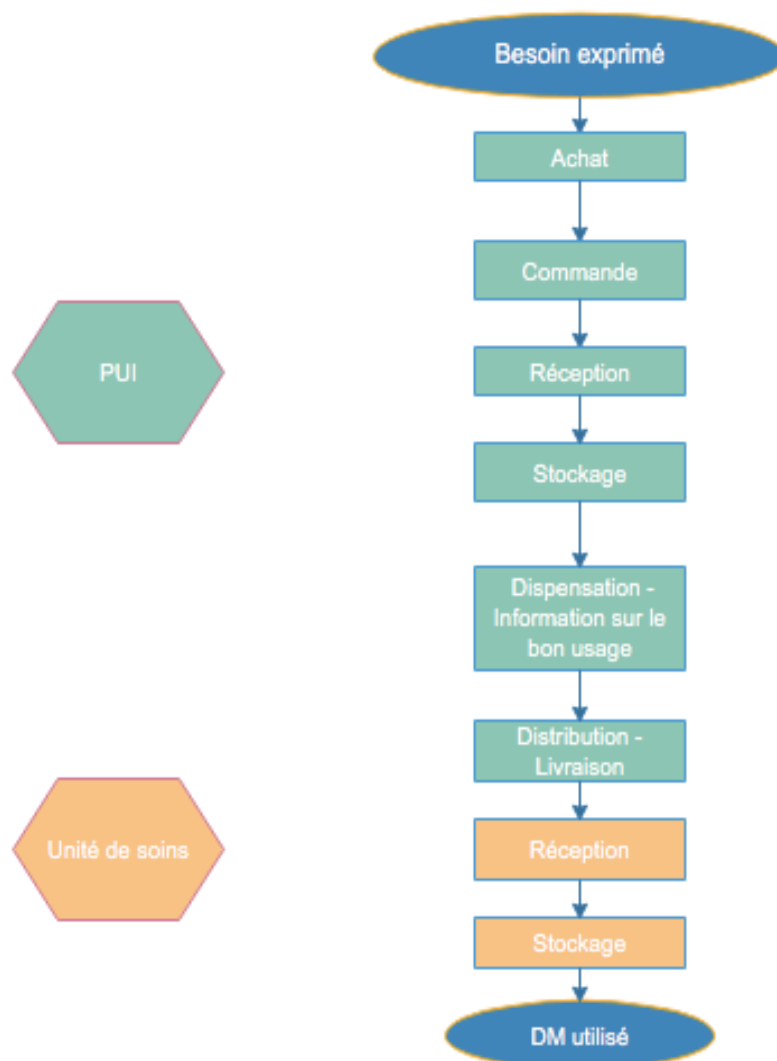 Besoin exprimé
Achat
Commande
PUI
Réception
Stockage
Dispensation -
Information sur le
bon usage
Distribution -
Livraison
Unité de soins
Réception
Stockage
DM utilisé